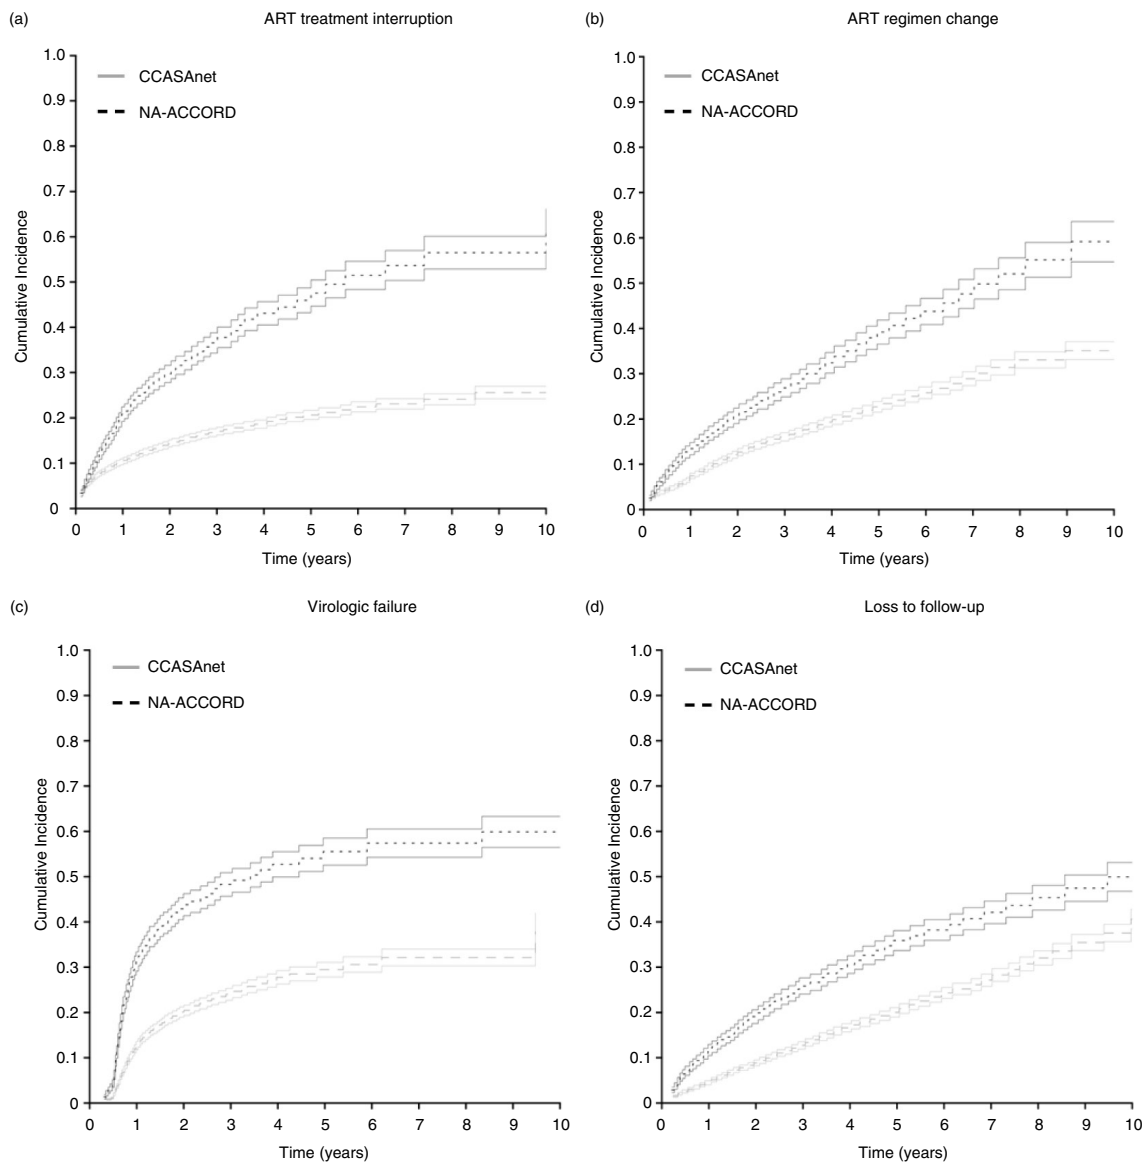 (a) ART treatment interruption
1.0
0.9
0.8
0.7
0.6
0.5
0.4
0.3
0.2
0.1
0
Cumulative Incidence
CCASAnet
NA-ACCORD
0 1 2 3 4 5 6 7 8 9 10
Time (years)
(b) ART regimen change
1.0
0.9
0.8
0.7
0.6
0.5
0.4
0.3
0.2
0.1
0
Cumulative Incidence
CCASAnet
NA-ACCORD
0 1 2 3 4 5 6 7 8 9 10
Time (years)
(c) Virologic failure
1.0
0.9
0.8
0.7
0.6
0.5
0.4
0.3
0.2
0.1
0
Cumulative Incidence
CCASAnet
NA-ACCORD
0 1 2 3 4 5 6 7 8 9 10
Time (years)
(d) Loss to follow-up
1.0
0.9
0.8
0.7
0.6
0.5
0.4
0.3
0.2
0.1
0
Cumulative Incidence
CCASAnet
NA-ACCORD
0 1 2 3 4 5 6 7 8 9 10
Time (years)